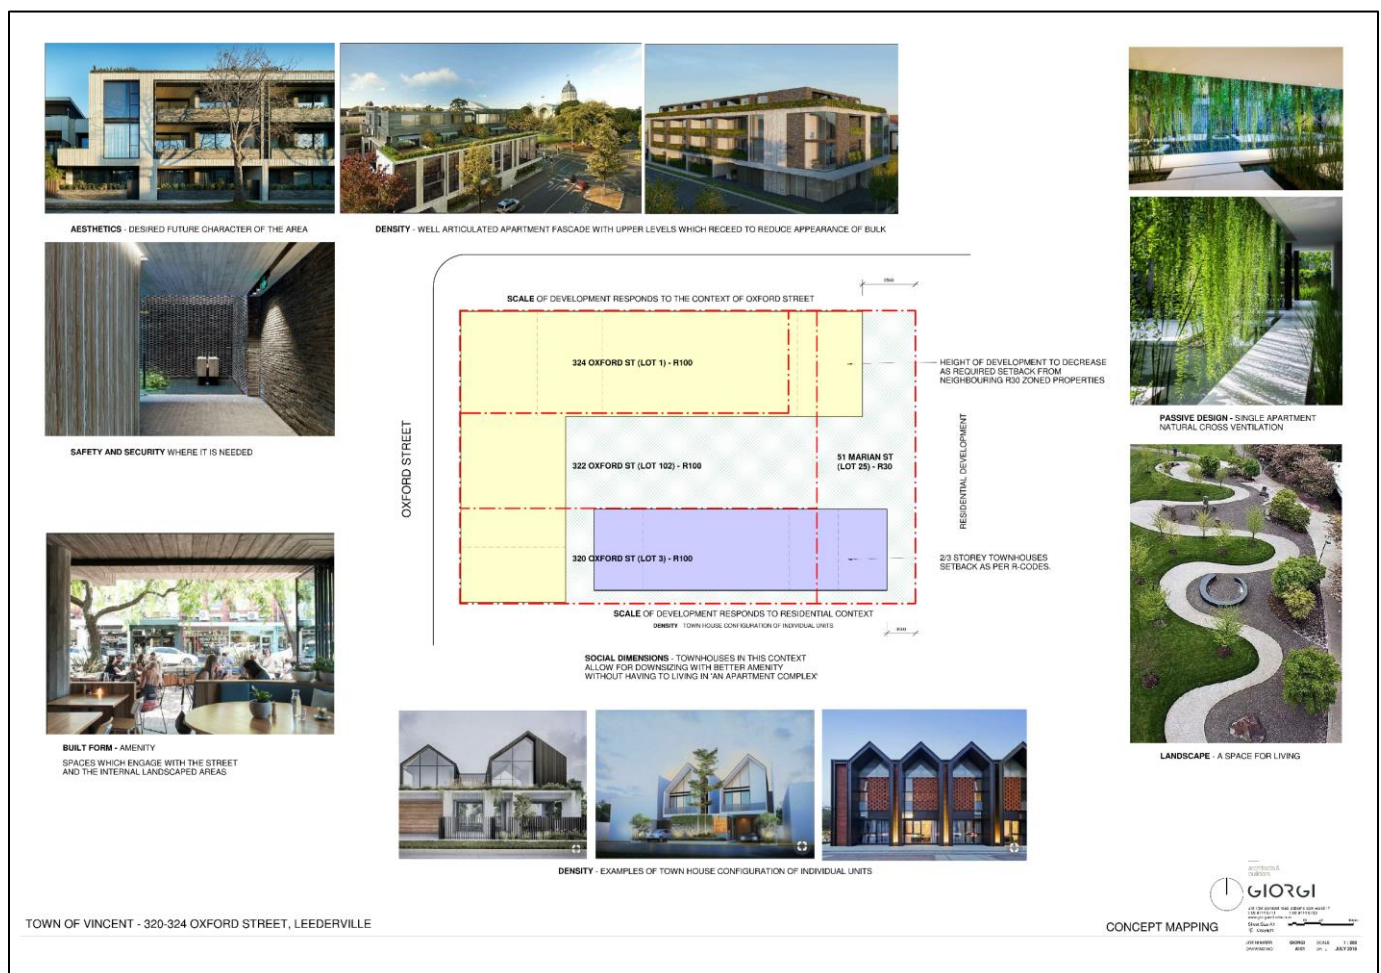 AESTHETICS - DESIRED FUTURE CHARACTER OF THE AREA
DENSITY - WELL ARTICULATED APARTMENT FASCADE WITH UPPER LEVELS WHICH RECEED TO REDUCE APPEARANCE OF BULK
SAFETY AND SECURITY WHERE IT IS NEEDED
BUILT FORM - AMENITY
SPACES WHICH ENGAGE WITH THE STREET
AND THE INTERNAL LANDSCAPED AREAS
OXFORD STREET
SCALE OF DEVELOPMENT RESPONDS TO THE CONTEXT OF OXFORD STREET
324 OXFORD ST (LOT 1) - R100
322 OXFORD ST (LOT 102) - R100
51 MARIAN ST
(LOT 25) - R30
320 OXFORD ST (LOT 3) - R100
HEIGHT OF DEVELOPMENT TO DECREASE
AS REQUIRED SETBACK FROM
NEIGHBOURING R30 ZONED PROPERTIES
RESIDENTIAL DEVELOPMENT
2/3 STOREY TOWNHOUSES
SETBACK AS PER R-CODES.
SCALE OF DEVELOPMENT RESPONDS TO RESIDENTIAL CONTEXT
DENSITY TOWN HOUSE CONFIGURATION OF INDIVIDUAL UNITS
SOCIAL DIMENSIONS - TOWNHOUSES IN THIS CONTEXT
ALLOW FOR DOWNSIZING WITH BETTER AMENITY
WITHOUT HAVING TO LIVING IN 'AN APARTMENT COMPLEX'
DENSITY - EXAMPLES OF TOWN HOUSE CONFIGURATION OF INDIVIDUAL UNITS
PASSIVE DESIGN - SINGLE APARTMENT
NATURAL CROSS VENTILATION
LANDSCAPE - A SPACE FOR LIVING
TOWN OF VINCENT - 320-324 OXFORD STREET, LEEDERVILLE
CONCEPT MAPPING
architects &
builders
GIORGI
JOB NUMBER GIORGI SCALE
JULY 2018